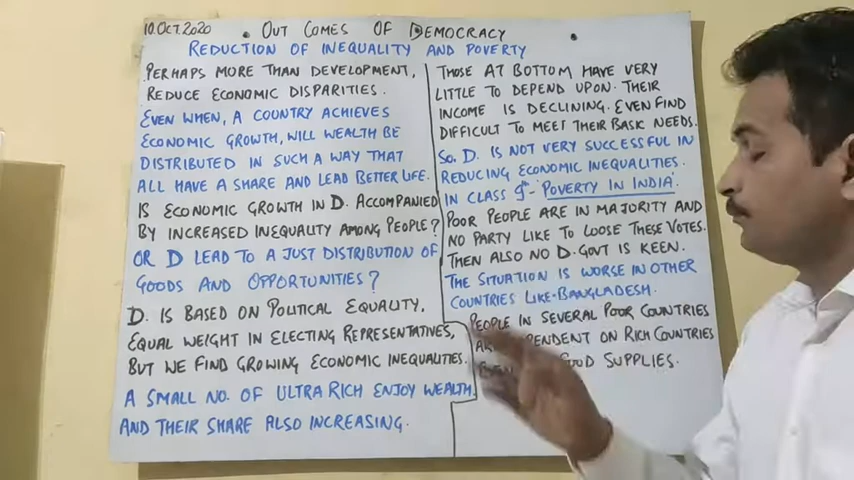 10.OCT.2020
• OUT COMES OF DEMOCRACY •
REDUCTION OF INEQUALITY AND POVERTY
PERHAPS MORE THAN DEVELOPMENT,
REDUCE ECONOMIC DISPARITIES.
EVEN WHEN, A COUNTRY ACHIEVES
ECONOMIC GROWTH, WILL WEALTH BE
DISTRIBUTED IN SUCH A WAY THAT
ALL HAVE A SHARE AND LEAD BETTER LIFE.
IS ECONOMIC GROWTH IN D. ACCOMPANIED
BY INCREASED INEQUALITY AMONG PEOPLE?
OR D LEAD TO A JUST DISTRIBUTION OF
GOODS AND OPPORTUNITIES?
D. IS BASED ON POLITICAL EQUALITY,
EQUAL WEIGHT IN ELECTING REPRESENTATIVES,
BUT WE FIND GROWING ECONOMIC INEQUALITIES.
A SMALL NO. OF ULTRA RICH ENJOY WEALTH
AND THEIR SHARE ALSO INCREASING.
THOSE AT BOTTOM HAVE VERY
LITTLE TO DEPEND UPON. THEIR
INCOME IS DECLINING. EVEN FIND
DIFFICULT TO MEET THEIR BASIC NEEDS.
SO, D. IS NOT VERY SUCCESSFUL IN
REDUCING ECONOMIC INEQUALITIES.
IN CLASS 9th 'POVERTY IN INDIA'.
POOR PEOPLE ARE IN MAJORITY AND
NO PARTY LIKE TO LOOSE THESE VOTES.
THEN ALSO NO D. GOVT IS KEEN.
THE SITUATION IS WORSE IN OTHER
COUNTRIES LIKE-BANGLADESH.
PEOPLE IN SEVERAL POOR COUNTRIES
DEPENDENT ON RICH COUNTRIES
SUPPLIES.